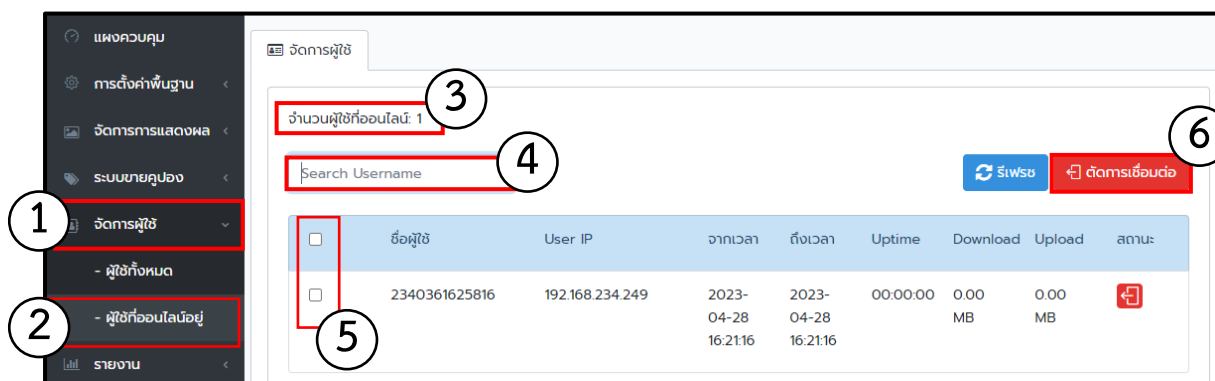 แผงควบคุม
การตั้งค่าพื้นฐาน
จัดการการแสดงผล
ระบบขายคูปอง
1
จัดการผู้ใช้
- ผู้ใช้ทั้งหมด
2
- ผู้ใช้ที่ออนไลน์อยู่
รายงาน
จัดการผู้ใช้
จำนวนผู้ใช้ที่ออนไลน์: 1
3
Search Username
4
รีเฟรช
ตัดการเชื่อมต่อ
6
ชื่อผู้ใช้ User IP จากเวลา ถึงเวลา Uptime Download Upload สถานะ
2340361625816 192.168.234.249 2023- 2023- 00:00:00 0.00 0.00
04-28 04-28 MB MB
16:21:16 16:21:16
5